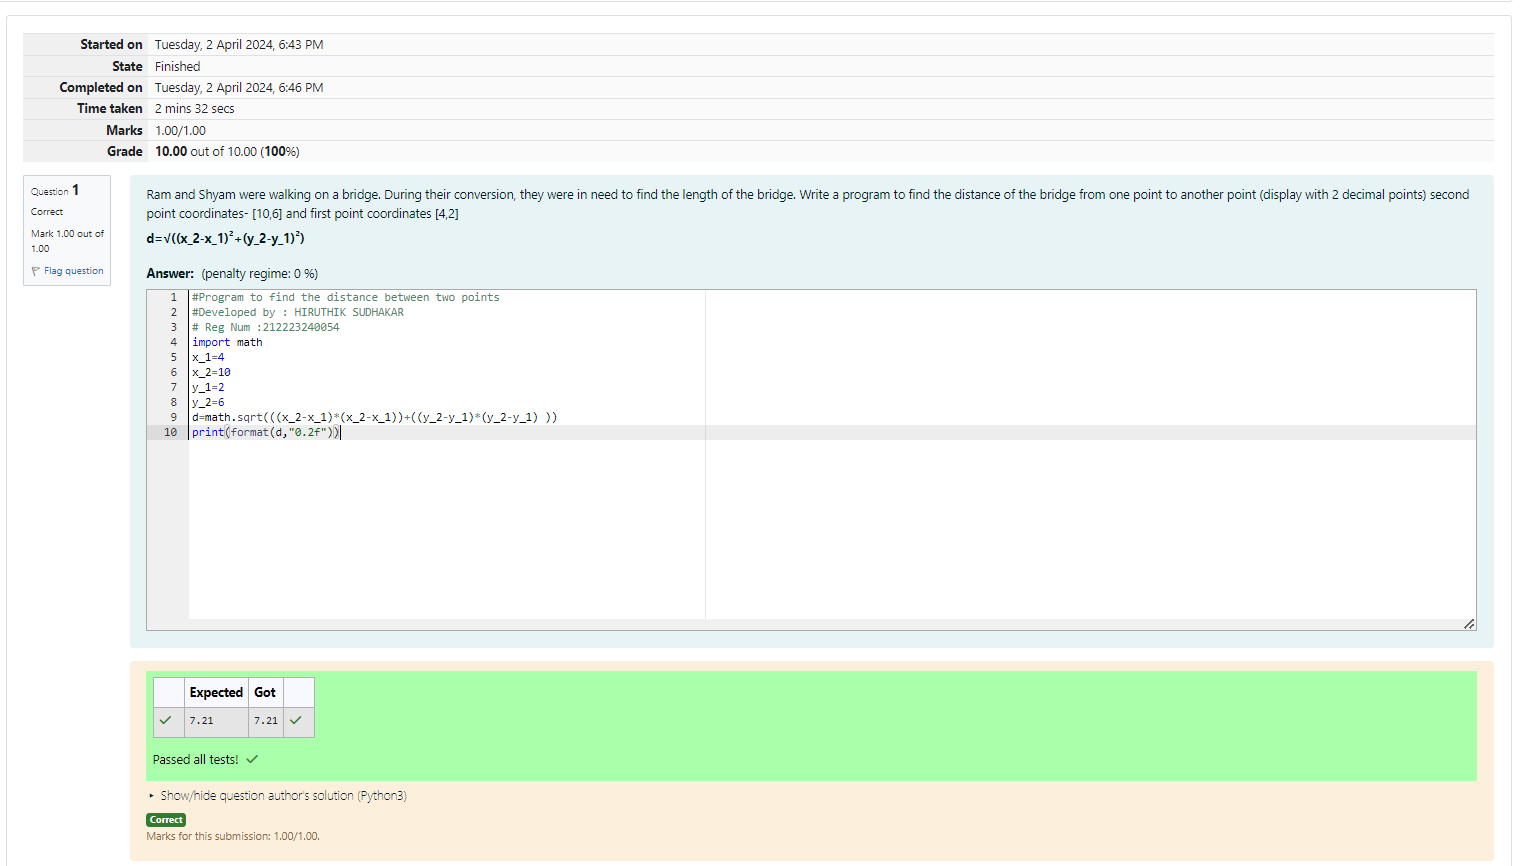 Started on Tuesday, 2 April 2024, 6:43 PM
State Finished
Completed on Tuesday, 2 April 2024, 6:46 PM
Time taken 2 mins 32 secs
Marks 1.00/1.00
Grade 10.00 out of 10.00 (100%)
Question 1
Correct
Mark 1.00 out of
1.00
Flag question
Ram and Shyam were walking on a bridge. During their conversion, they were in need to find the length of the bridge. Write a program to find the distance of the bridge from one point to another point (display with 2 decimal points) second
point coordinates- [10,6] and first point coordinates [4,2]
d=√((x_2-x_1)²+(y_2-y_1)²)
Answer: (penalty regime: 0 %)
1 #Program to find the distance between two points
2 #Developed by : HIRUTHIK SUDHAKAR
3 # Reg Num :212223240054
4 import math
5 x_1=4
6 x_2=10
7 y_1=2
8 y_2=6
9 d=math.sqrt(((x_2-x_1)*(x_2-x_1))+((y_2-y_1)*(y_2-y_1) ))
10 print(format(d,"0.2f"))
Expected Got
7.21 7.21
Passed all tests!
Show/hide question author's solution (Python3)
Correct
Marks for this submission: 1.00/1.00.